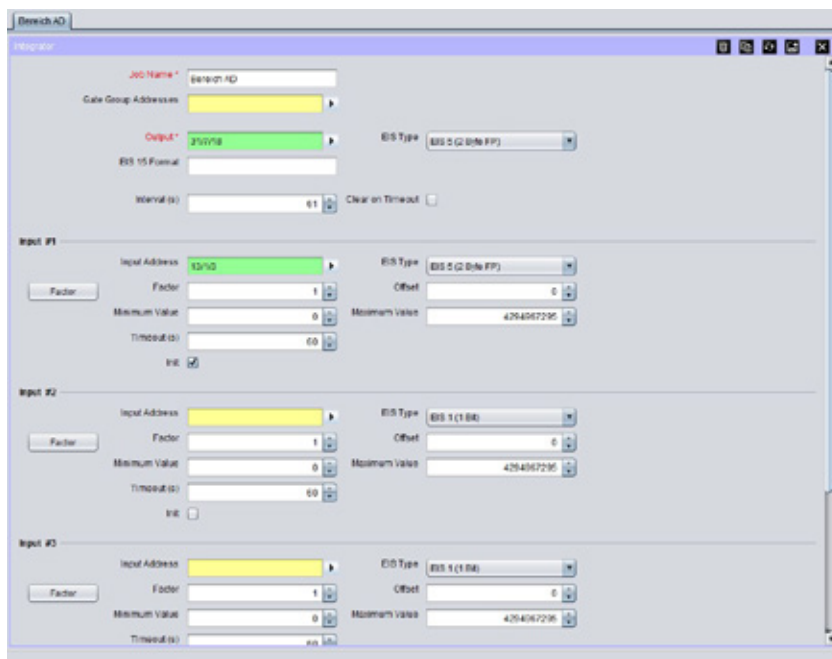 Bereich AD
Integrator
Job Name * Bereich AD
Gate Group Addresses
Output * EIS Type EIS 5 (2 Byte FP)
EIS 15 Format
Interval (s) 61 Clear on Timeout
Input #1
Input Address EIS Type EIS 5 (2 Byte FP)
Factor Factor 1 Offset 0
Minimum Value 0 Maximum Value 4294967295
Timeout (s) 60
Init
Input #2
Input Address EIS Type EIS 1 (1 Bit)
Factor Factor 1 Offset 0
Minimum Value 0 Maximum Value 4294967295
Timeout (s) 60
Init
Input #3
Input Address EIS Type EIS 1 (1 Bit)
Factor Factor 1 Offset 0
Minimum Value 0 Maximum Value 4294967295
Timeout (s) 60